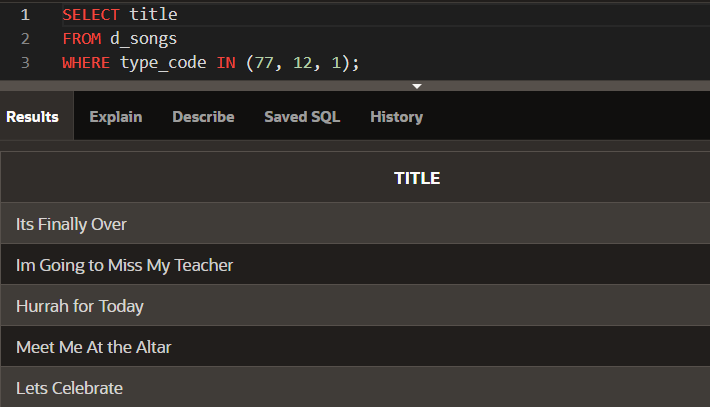 1 SELECT title
2 FROM d_songs
3 WHERE type_code IN (77, 12, 1);
Results Explain Describe Saved SQL History
TITLE
Its Finally Over
Im Going to Miss My Teacher
Hurrah for Today
Meet Me At the Altar
Lets Celebrate